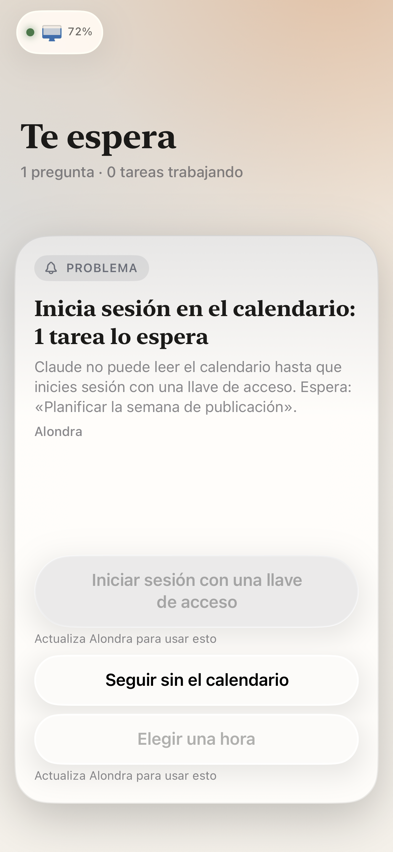 72%
Te espera
1 pregunta · 0 tareas trabajando
PROBLEMA
Inicia sesión en el calendario:
1 tarea lo espera
Claude no puede leer el calendario hasta que
inicies sesión con una llave de acceso. Espera:
«Planificar la semana de publicación».
Alondra
Iniciar sesión con una llave
de acceso
Actualiza Alondra para usar esto
Seguir sin el calendario
Elegir una hora
Actualiza Alondra para usar esto